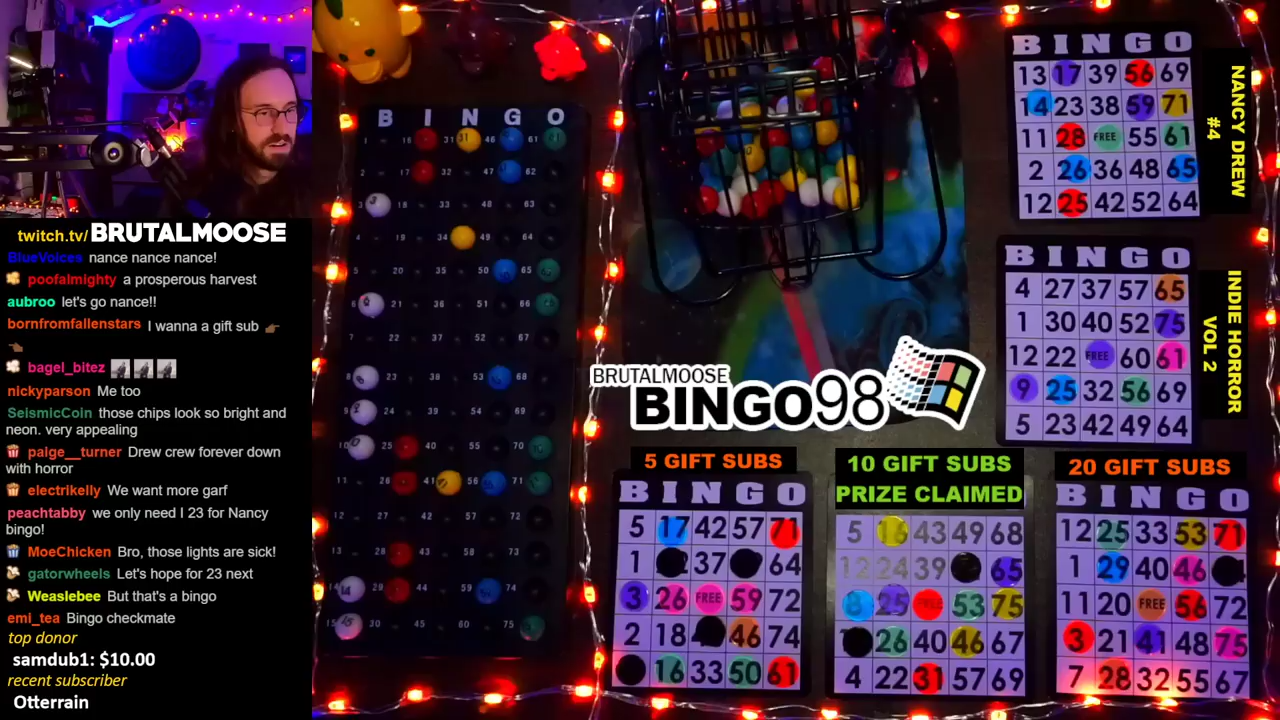 twitch.tv/BRUTALMOOSE
BlueVoices nance nance nance!
poofalmighty a prosperous harvest
aubroo let's go nance!!
bornfromfallenstars I wanna a gift sub
bagel_bitez
nickyparson Me too
SeismicCoin those chips look so bright and
neon. very appealing
paige__turner Drew crew forever down
with horror
electrikelly We want more garf
peachtabby we only need I 23 for Nancy
bingo!
MoeChicken Bro, those lights are sick!
gatorwheels Let's hope for 23 next
Weaslebee But that's a bingo
emi_tea Bingo checkmate
top donor
samdub1: $10.00
recent subscriber
Otterrain
B I N G O
BRUTALMOOSE
BINGO98
BINGO
13 17 39 56 69
14 23 38 59 71
11 28 FREE 55 61
2 26 36 48 65
12 25 42 52 64
NANCY DREW
#4
BINGO
4 27 37 57 65
1 30 40 52 75
12 22 FREE 60 61
9 25 32 56 69
5 23 42 49 64
INDIE HORROR
VOL 2
5 GIFT SUBS
BINGO
5 17 42 57 71
1 37 64
3 26 FREE 59 72
2 18 46 74
16 33 50 61
10 GIFT SUBS
PRIZE CLAIMED
5 16 43 49 68
12 24 39 65
8 25 FREE 53 75
26 40 46 67
4 22 31 57 69
20 GIFT SUBS
BINGO
12 25 33 53 71
1 29 40 46
11 20 FREE 56 72
3 21 41 48 75
7 28 32 55 67